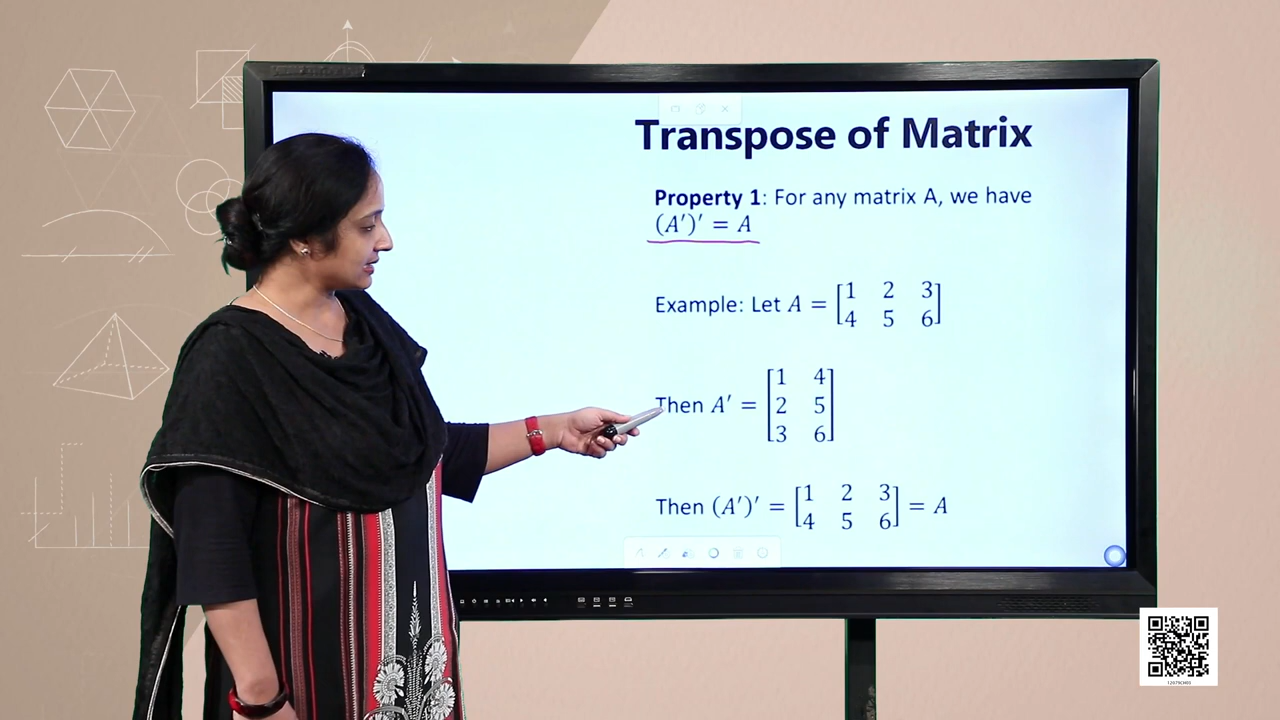 Transpose of Matrix
Property 1: For any matrix A, we have
(A′)′ = A
Example: Let A = [1 2 3
4 5 6]
Then A′ = [1 4
2 5
3 6]
Then (A′)′ = [1 2 3
4 5 6] = A
12079CH03